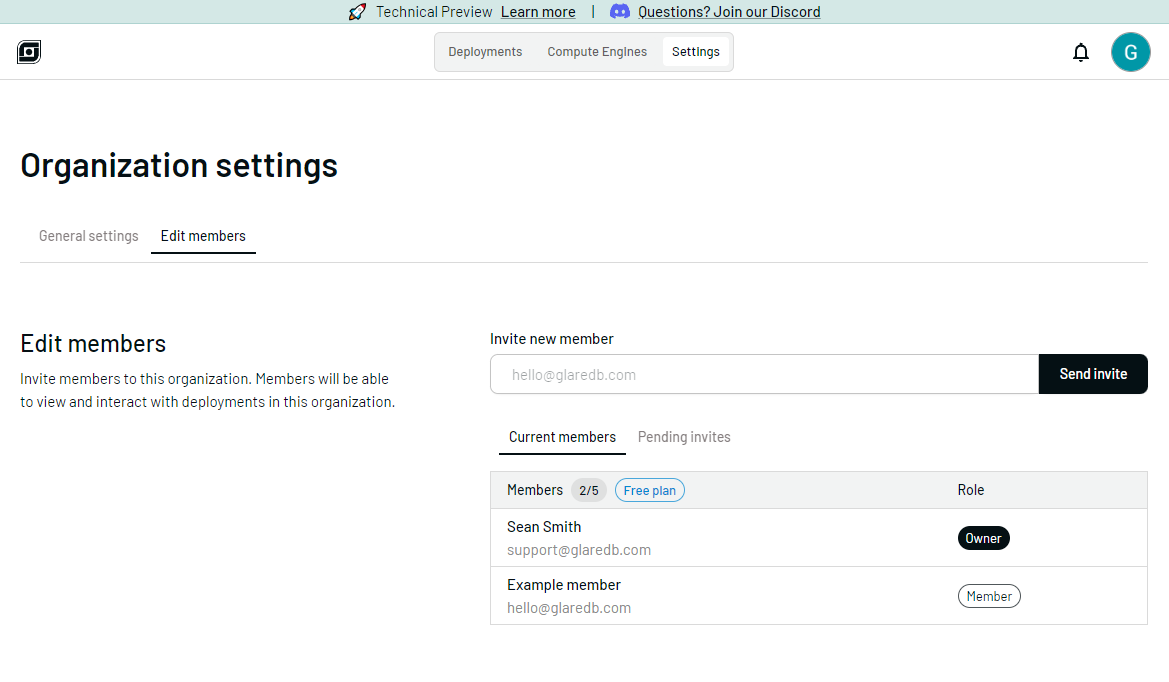 Technical Preview Learn more | Questions? Join our Discord
Deployments Compute Engines Settings
G
Organization settings
General settings Edit members
Edit members
Invite members to this organization. Members will be able
to view and interact with deployments in this organization.
Invite new member
hello@glaredb.com Send invite
Current members Pending invites
Members 2/5 Free plan Role
Sean Smith
support@glaredb.com
Owner
Example member
hello@glaredb.com
Member